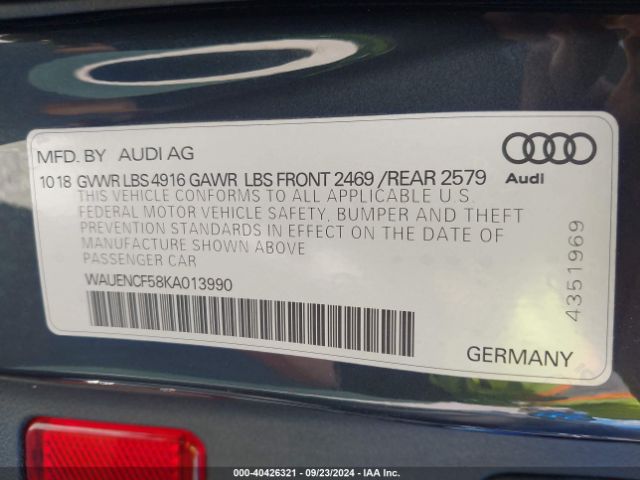 MFD. BY AUDI AG
10 18 GVWR LBS 4916 GAWR LBS FRONT 2469 /REAR 2579
THIS VEHICLE CONFORMS TO ALL APPLICABLE U.S.
FEDERAL MOTOR VEHICLE SAFETY, BUMPER AND THEFT
PREVENTION STANDARDS IN EFFECT ON THE DATE OF
MANUFACTURE SHOWN ABOVE
PASSENGER CAR
WAUENCF58KA013990
GERMANY
Audi
4351969
000-40426321 - 09/23/2024 - IAA Inc.